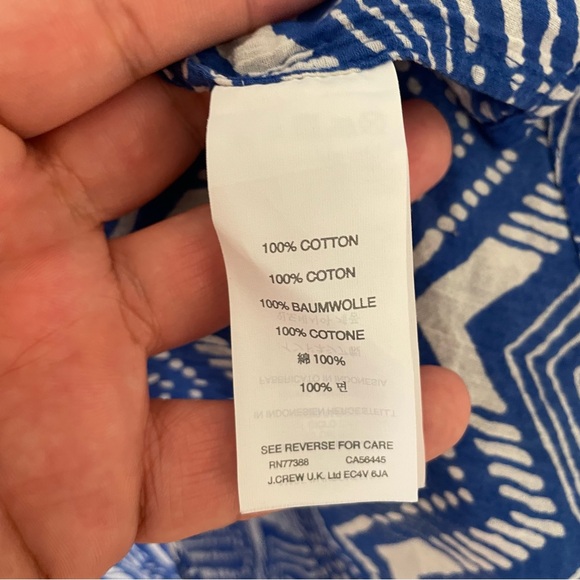 100% COTTON
100% COTON
100% BAUMWOLLE
100% COTONE
綿 100%
100% 면
SEE REVERSE FOR CARE
RN77388 CA56445
J.CREW U.K. Ltd EC4V 6JA